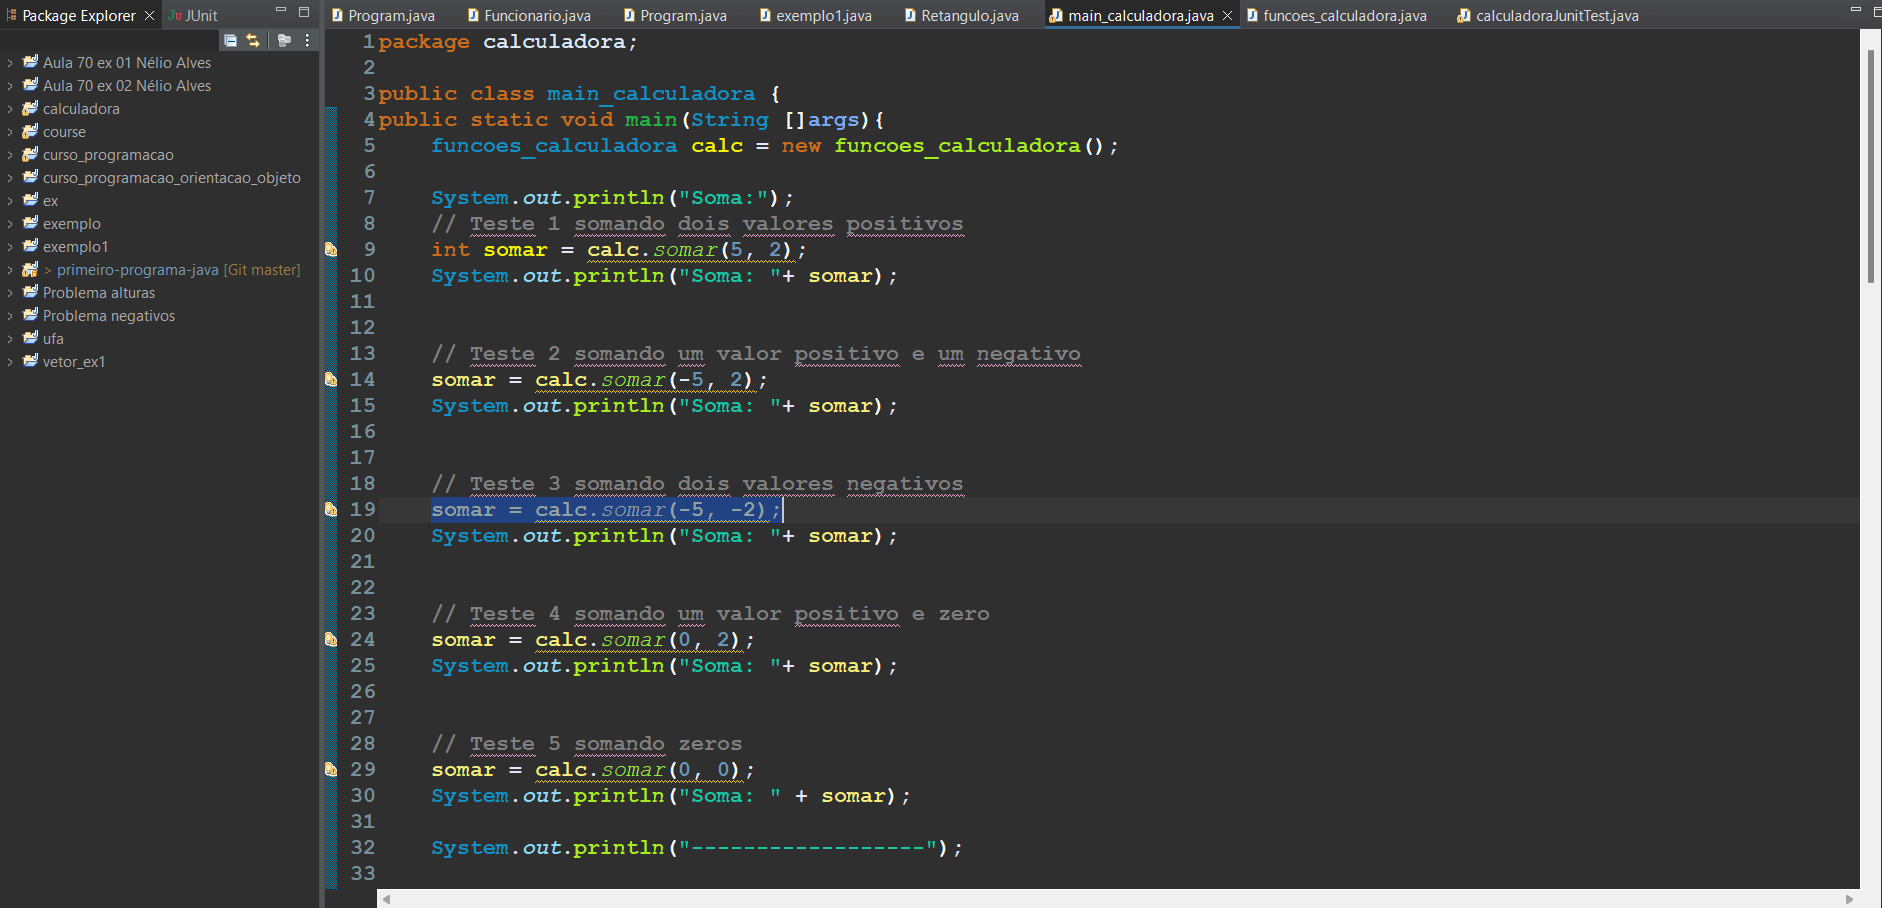 Package Explorer
JUnit
Program.java
Funcionario.java
Program.java
exemplo1.java
Retangulo.java
main_calculadora.java
funcoes_calculadora.java
calculadoraJunitTest.java
Aula 70 ex 01 Nélio Alves
Aula 70 ex 02 Nélio Alves
calculadora
course
curso_programacao
curso_programacao_orientacao_objeto
ex
exemplo
exemplo1
> primeiro-programa-java [Git master]
Problema alturas
Problema negativos
ufa
vetor_ex1
1 package calculadora;
2
3 public class main_calculadora {
4 public static void main(String []args){
5     funcoes_calculadora calc = new funcoes_calculadora();
6
7     System.out.println("Soma:");
8     // Teste 1 somando dois valores positivos
9     int somar = calc.somar(5, 2);
10     System.out.println("Soma: "+ somar);
11
12
13     // Teste 2 somando um valor positivo e um negativo
14     somar = calc.somar(-5, 2);
15     System.out.println("Soma: "+ somar);
16
17
18     // Teste 3 somando dois valores negativos
19     somar = calc.somar(-5, -2);
20     System.out.println("Soma: "+ somar);
21
22
23     // Teste 4 somando um valor positivo e zero
24     somar = calc.somar(0, 2);
25     System.out.println("Soma: "+ somar);
26
27
28     // Teste 5 somando zeros
29     somar = calc.somar(0, 0);
30     System.out.println("Soma: " + somar);
31
32     System.out.println("------------------");
33